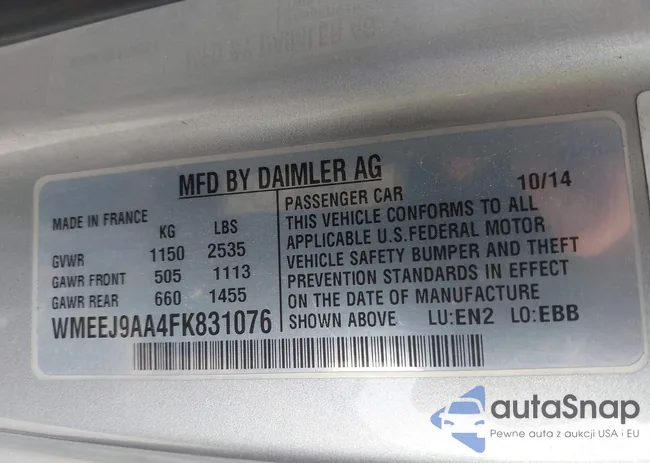 MFD BY DAIMLER AG
MADE IN FRANCE
KG LBS
GVWR 1150 2535
GAWR FRONT 505 1113
GAWR REAR 660 1455
WMEEJ9AA4FK831076
PASSENGER CAR 10/14
THIS VEHICLE CONFORMS TO ALL
APPLICABLE U.S.FEDERAL MOTOR
VEHICLE SAFETY BUMPER AND THEFT
PREVENTION STANDARDS IN EFFECT
ON THE DATE OF MANUFACTURE
SHOWN ABOVE LU:EN2 LO:EBB
autoSnap
Pewne auta z aukcji USA i EU